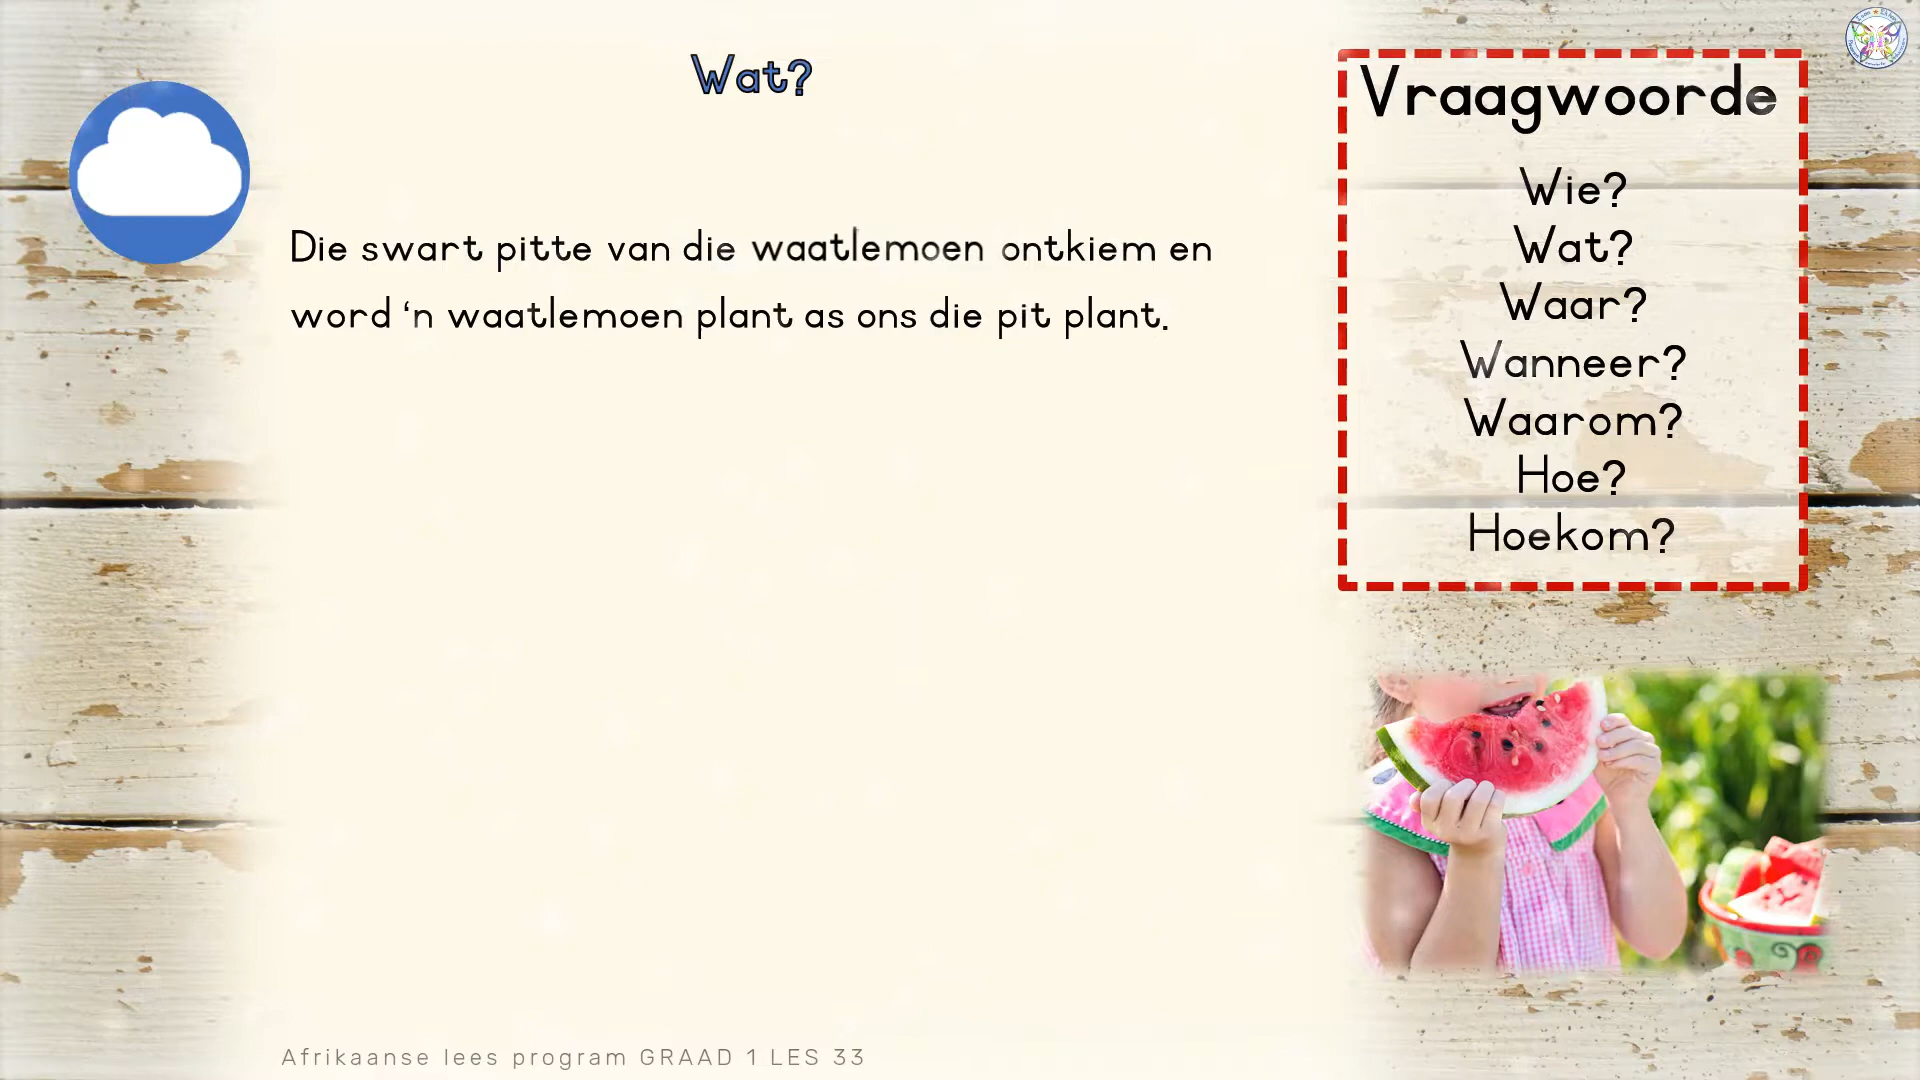 Wat?
Die swart pitte van die waatlemoen ontkiem en
word ‘n waatlemoen plant as ons die pit plant.
Vraagwoorde
Wie?
Wat?
Waar?
Wanneer?
Waarom?
Hoe?
Hoekom?
Afrikaanse lees program GRAAD 1 LES 33